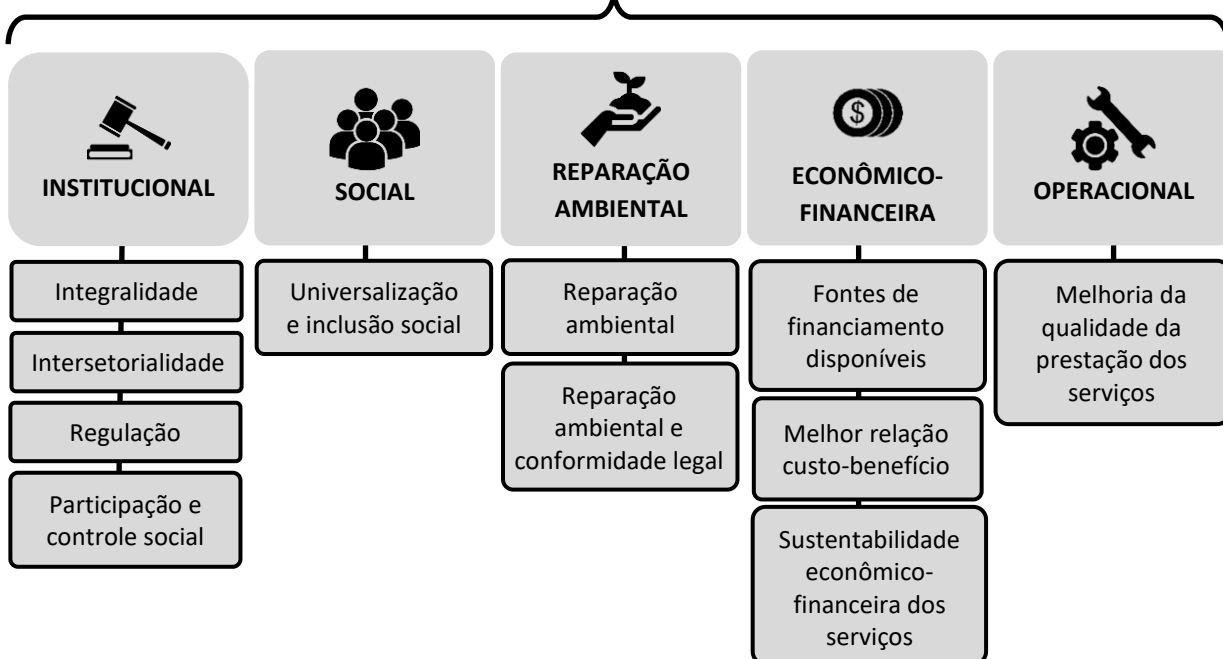 INSTITUCIONAL
Integralidade
Intersetorialidade
Regulação
Participação e
controle social
SOCIAL
Universalização
e inclusão social
REPARAÇÃO
AMBIENTAL
Reparação
ambiental
Reparação
ambiental e
conformidade legal
ECONÔMICO-
FINANCEIRA
$
Fontes de
financiamento
disponíveis
Melhor relação
custo-benefício
Sustentabilidade
econômico-
financeira dos
serviços
OPERACIONAL
Melhoria da
qualidade da
prestação dos
serviços